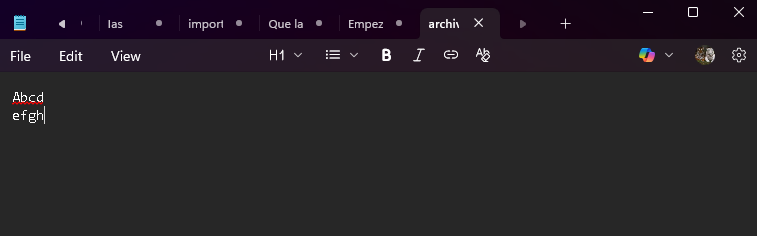 las
import
Que la
Empez
archiv
File
Edit
View
H1
B
I
Abcd
efgh